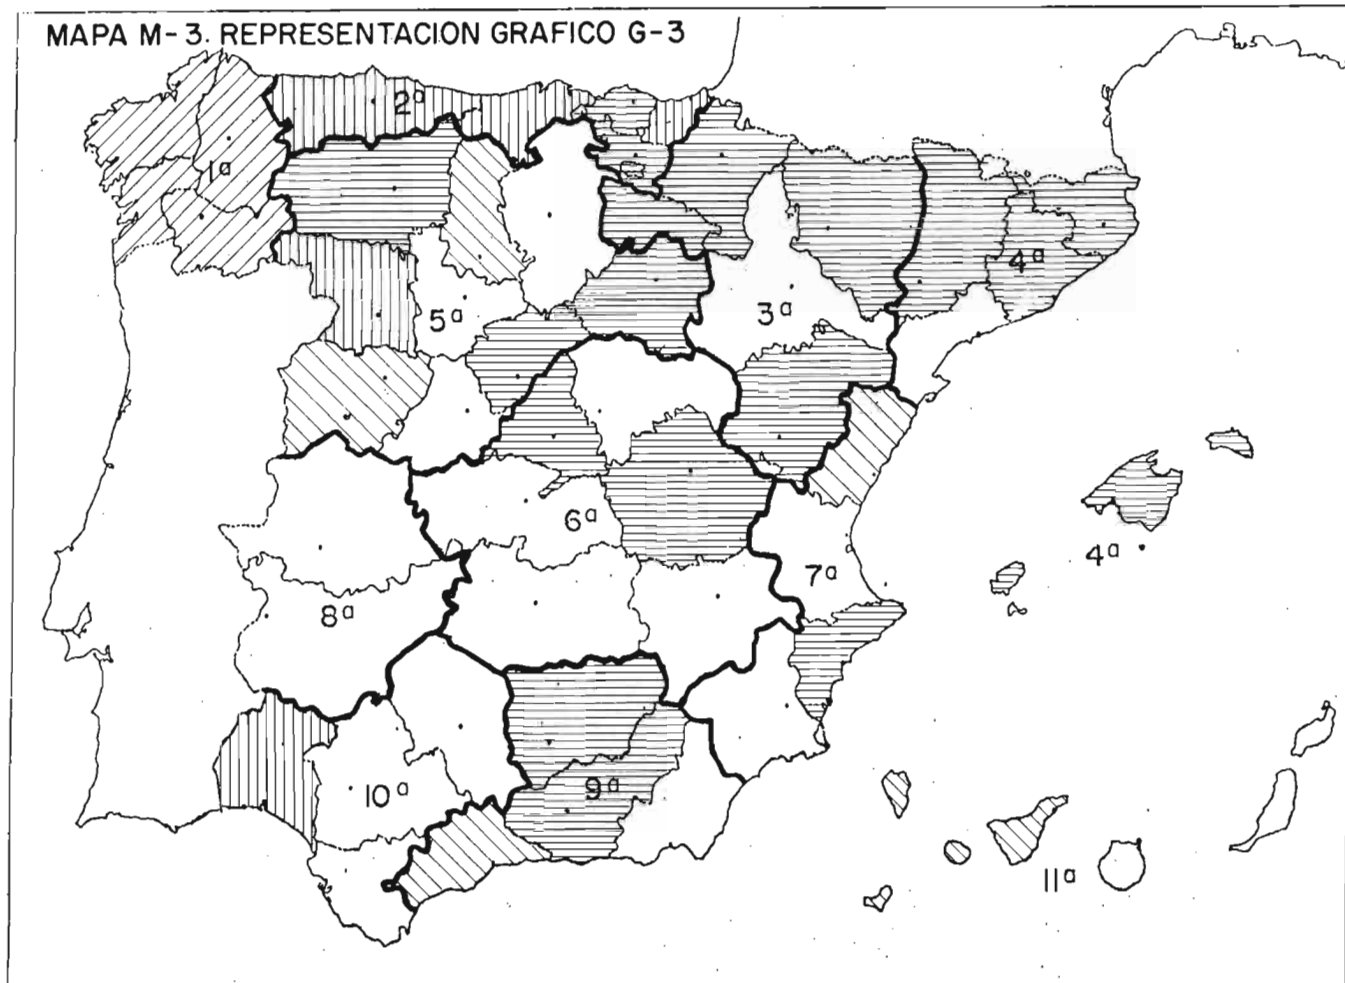 MAPA M-3. REPRESENTACION GRAFICO G-3
2ª
1ª
4ª
5ª
3ª
6ª
4ª
7ª
8ª
10ª
9ª
11ª